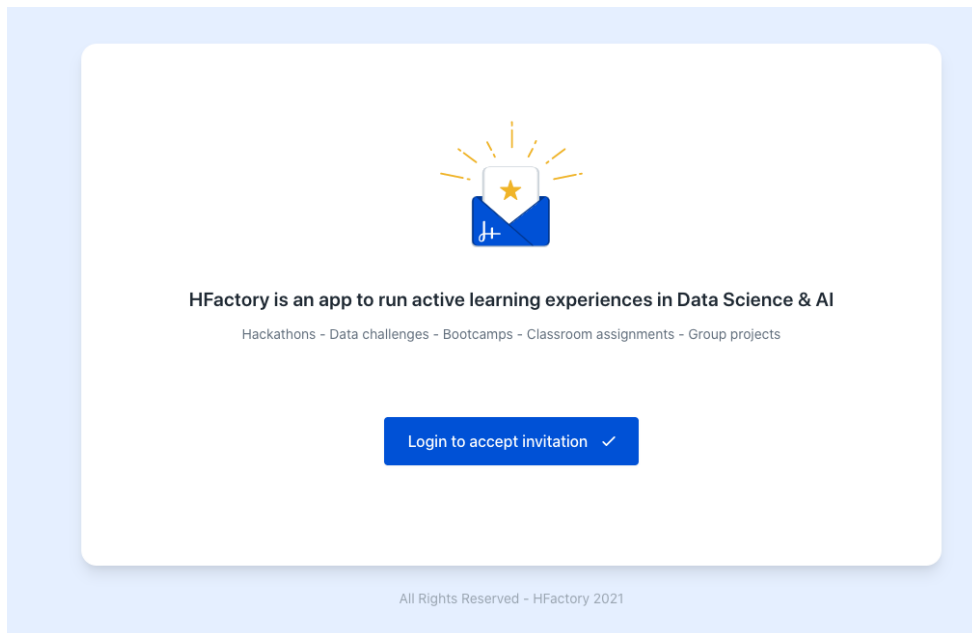 HFactory is an app to run active learning experiences in Data Science & AI
Hackathons - Data challenges - Bootcamps - Classroom assignments - Group projects
Login to accept invitation
All Rights Reserved - HFactory 2021